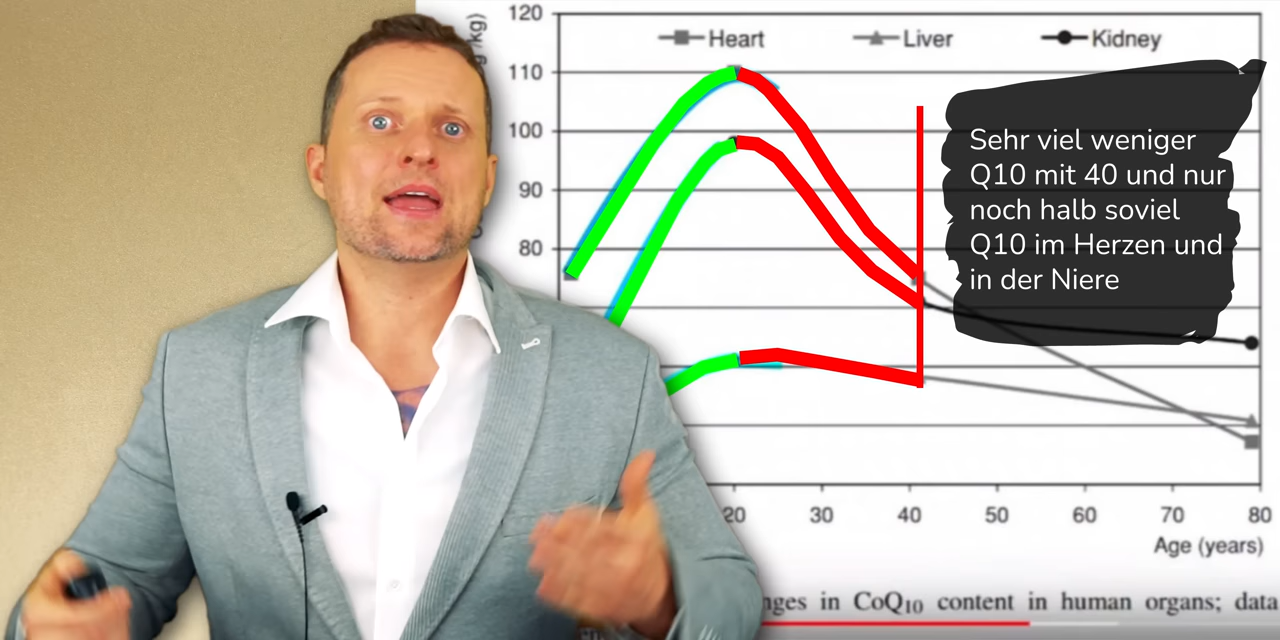 120
Heart
Liver
Kidney
110
100
90
80
Sehr viel weniger
Q10 mit 40 und nur
noch halb soviel
Q10 im Herzen und
in der Niere
20 30 40 50 60 70 80
Age (years)
CoQ10 content in human organs; data